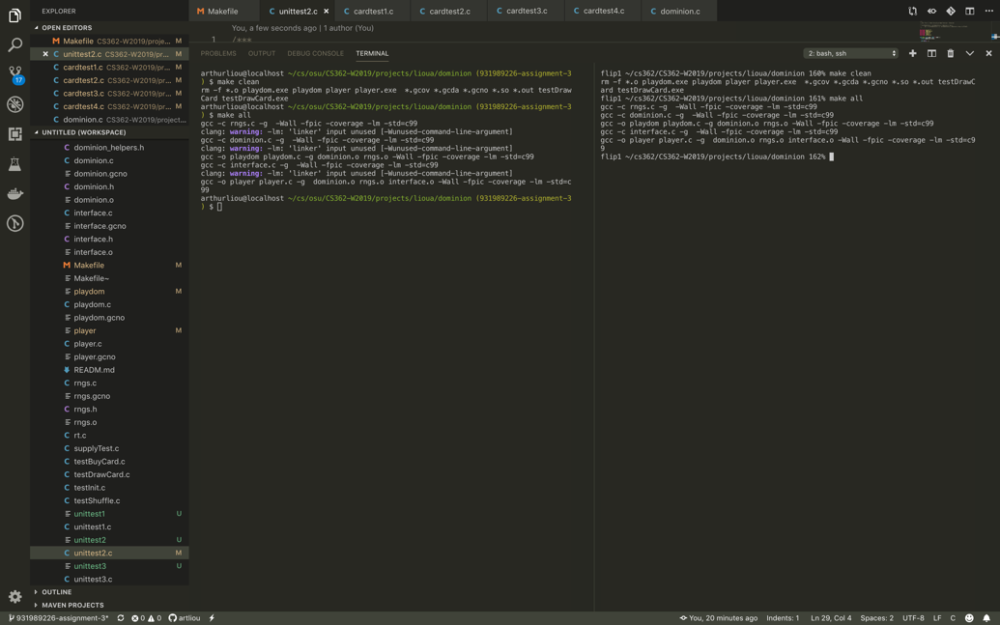 EXPLORER
OPEN EDITORS
M Makefile CS362-W2019/proje... M
× C unittest2.c CS362-W2019/pr... M
C cardtest1.c CS362-W2019/pr... M
C cardtest2.c CS362-W2019/pr... M
C cardtest3.c CS362-W2019/pr... M
C cardtest4.c CS362-W2019/pr... M
C dominion.c CS362-W2019/project...
UNTITLED (WORKSPACE)
C dominion_helpers.h
C dominion.c
dominion.gcno
C dominion.h
dominion.o
C interface.c
interface.gcno
C interface.h
interface.o
M Makefile M
Makefile~
playdom M
C playdom.c
playdom.gcno
player M
C player.c
player.gcno
READM.md
C rngs.c
rngs.gcno
C rngs.h
rngs.o
C rt.c
C supplyTest.c
C testBuyCard.c
C testDrawCard.c
C testInit.c
C testShuffle.c
unittest1 U
C unittest1.c
unittest2 U
C unittest2.c M
unittest3 U
C unittest3.c
OUTLINE
MAVEN PROJECTS
17
M Makefile
C unittest2.c ×
C cardtest1.c
C cardtest2.c
C cardtest3.c
C cardtest4.c
C dominion.c
You, a few seconds ago | 1 author (You)
1 /***
PROBLEMS OUTPUT DEBUG CONSOLE TERMINAL
2: bash, ssh
arthurliou@localhost ~/cs/osu/CS362-W2019/projects/lioua/dominion (931989226-assignment-3
) $ make clean
rm -f *.o playdom.exe playdom player player.exe *.gcov *.gcda *.gcno *.so *.out testDraw
Card testDrawCard.exe
arthurliou@localhost ~/cs/osu/CS362-W2019/projects/lioua/dominion (931989226-assignment-3
) $ make all
gcc -c rngs.c -g -Wall -fpic -coverage -lm -std=c99
clang: warning: -lm: 'linker' input unused [-Wunused-command-line-argument]
gcc -c dominion.c -g -Wall -fpic -coverage -lm -std=c99
clang: warning: -lm: 'linker' input unused [-Wunused-command-line-argument]
gcc -o playdom playdom.c -g dominion.o rngs.o -Wall -fpic -coverage -lm -std=c99
gcc -c interface.c -g -Wall -fpic -coverage -lm -std=c99
clang: warning: -lm: 'linker' input unused [-Wunused-command-line-argument]
gcc -o player player.c -g dominion.o rngs.o interface.o -Wall -fpic -coverage -lm -std=c
99
arthurliou@localhost ~/cs/osu/CS362-W2019/projects/lioua/dominion (931989226-assignment-3
) $
flip1 ~/cs362/CS362-W2019/projects/lioua/dominion 160% make clean
rm -f *.o playdom.exe playdom player player.exe *.gcov *.gcda *.gcno *.so *.out testDrawC
ard testDrawCard.exe
flip1 ~/cs362/CS362-W2019/projects/lioua/dominion 161% make all
gcc -c rngs.c -g -Wall -fpic -coverage -lm -std=c99
gcc -c dominion.c -g -Wall -fpic -coverage -lm -std=c99
gcc -o playdom playdom.c -g dominion.o rngs.o -Wall -fpic -coverage -lm -std=c99
gcc -c interface.c -g -Wall -fpic -coverage -lm -std=c99
gcc -o player player.c -g dominion.o rngs.o interface.o -Wall -fpic -coverage -lm -std=c9
9
flip1 ~/cs362/CS362-W2019/projects/lioua/dominion 162%
931989226-assignment-3* 0 0 artliou
You, 20 minutes ago Indents: 1 Ln 29, Col 4 Spaces: 2 UTF-8 LF C